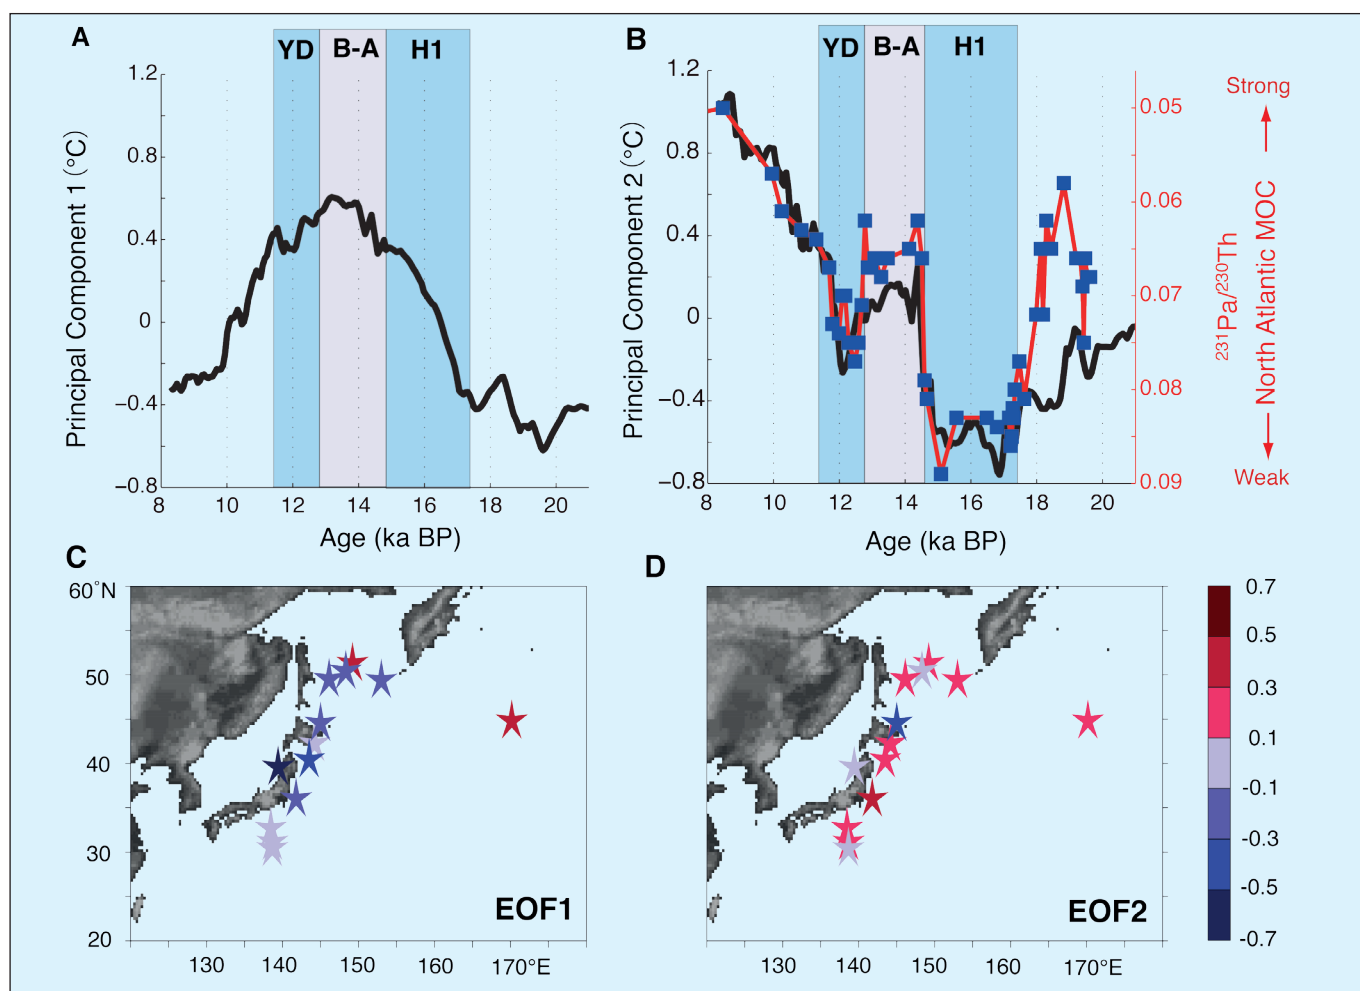 A
YD
B-A
H1
1.2
0.8
0.4
0
−0.4
−0.8
Principal Component 1 (°C)
8
10
12
14
16
18
20
Age (ka BP)
B
YD
B-A
H1
1.2
0.8
0.4
0
−0.4
−0.8
Principal Component 2 (°C)
8
10
12
14
16
18
20
Age (ka BP)
0.05
0.06
0.07
0.08
0.09
231Pa/230Th
Strong
North Atlantic MOC
Weak
C
60°N
50
40
30
20
130
140
150
160
170°E
EOF1
D
130
140
150
160
170°E
EOF2
0.7
0.5
0.3
0.1
-0.1
-0.3
-0.5
-0.7